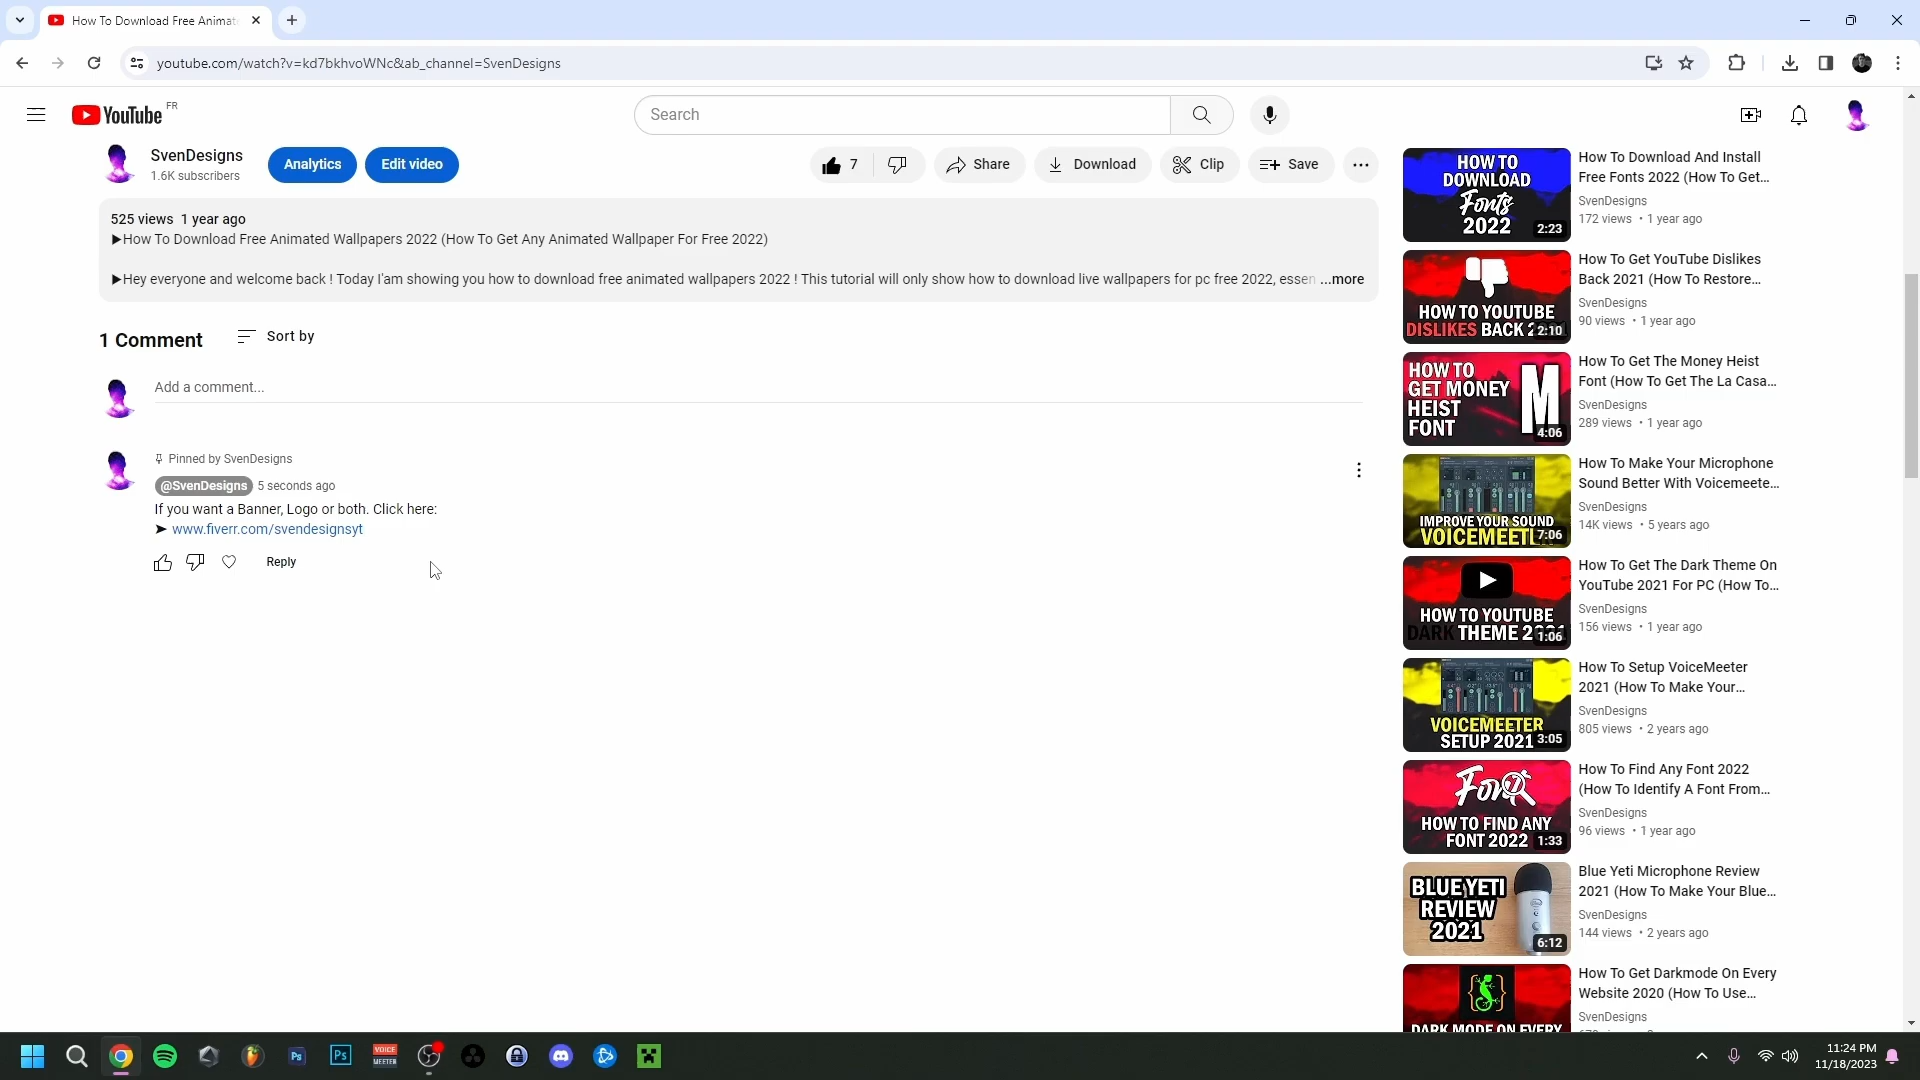 How To Download Free Animat
youtube.com/watch?v=kd7bkhvoWNc&ab_channel=SvenDesigns
YouTube FR
Search
SvenDesigns
1.6K subscribers
Analytics
Edit video
7
Share
Download
Clip
Save
525 views 1 year ago
▶How To Download Free Animated Wallpapers 2022 (How To Get Any Animated Wallpaper For Free 2022)
▶Hey everyone and welcome back ! Today I'am showing you how to download free animated wallpapers 2022 ! This tutorial will only show how to download live wallpapers for pc free 2022, essen ...more
1 Comment
Sort by
Add a comment...
Pinned by SvenDesigns
@SvenDesigns 5 seconds ago
If you want a Banner, Logo or both. Click here:
➤ www.fiverr.com/svendesignsyt
Reply
HOW TO
DOWNLOAD
Fonts
2022
2:23
How To Download And Install
Free Fonts 2022 (How To Get...
SvenDesigns
172 views • 1 year ago
HOW TO YOUTUBE
DISLIKES BACK 2
2:10
How To Get YouTube Dislikes
Back 2021 (How To Restore...
SvenDesigns
90 views • 1 year ago
HOW TO
GET MONEY
HEIST
FONT
M
4:06
How To Get The Money Heist
Font (How To Get The La Casa...
SvenDesigns
289 views • 1 year ago
IMPROVE YOUR SOUND
VOICEMEETE
7:06
How To Make Your Microphone
Sound Better With Voicemeete...
SvenDesigns
14K views • 5 years ago
HOW TO YOUTUBE
DARK THEME 2021
1:06
How To Get The Dark Theme On
YouTube 2021 For PC (How To...
SvenDesigns
156 views • 1 year ago
VOICEMEETER
SETUP 2021
3:05
How To Setup VoiceMeeter
2021 (How To Make Your...
SvenDesigns
805 views • 2 years ago
Font
HOW TO FIND ANY
FONT 2022
1:33
How To Find Any Font 2022
(How To Identify A Font From...
SvenDesigns
96 views • 1 year ago
BLUE YETI
REVIEW
2021
6:12
Blue Yeti Microphone Review
2021 (How To Make Your Blue...
SvenDesigns
144 views • 2 years ago
DARK MODE ON EVERY
How To Get Darkmode On Every
Website 2020 (How To Use...
SvenDesigns
Ps
Ps
VOICE
MEETER
11:24 PM
11/18/2023